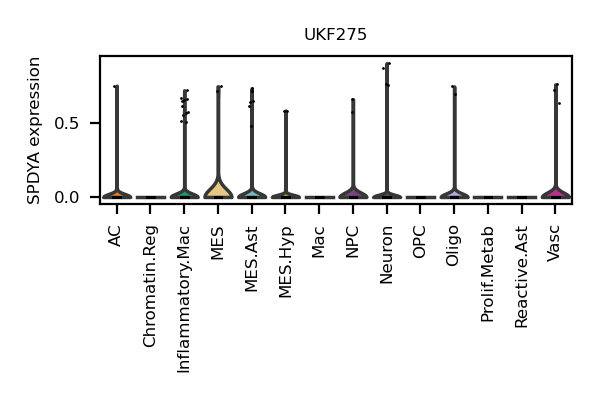 UKF275
SPDYA expression
0.5
0.0
AC
Chromatin.Reg
Inflammatory.Mac
MES
MES.Ast
MES.Hyp
Mac
NPC
Neuron
OPC
Oligo
Prolif.Metab
Reactive.Ast
Vasc